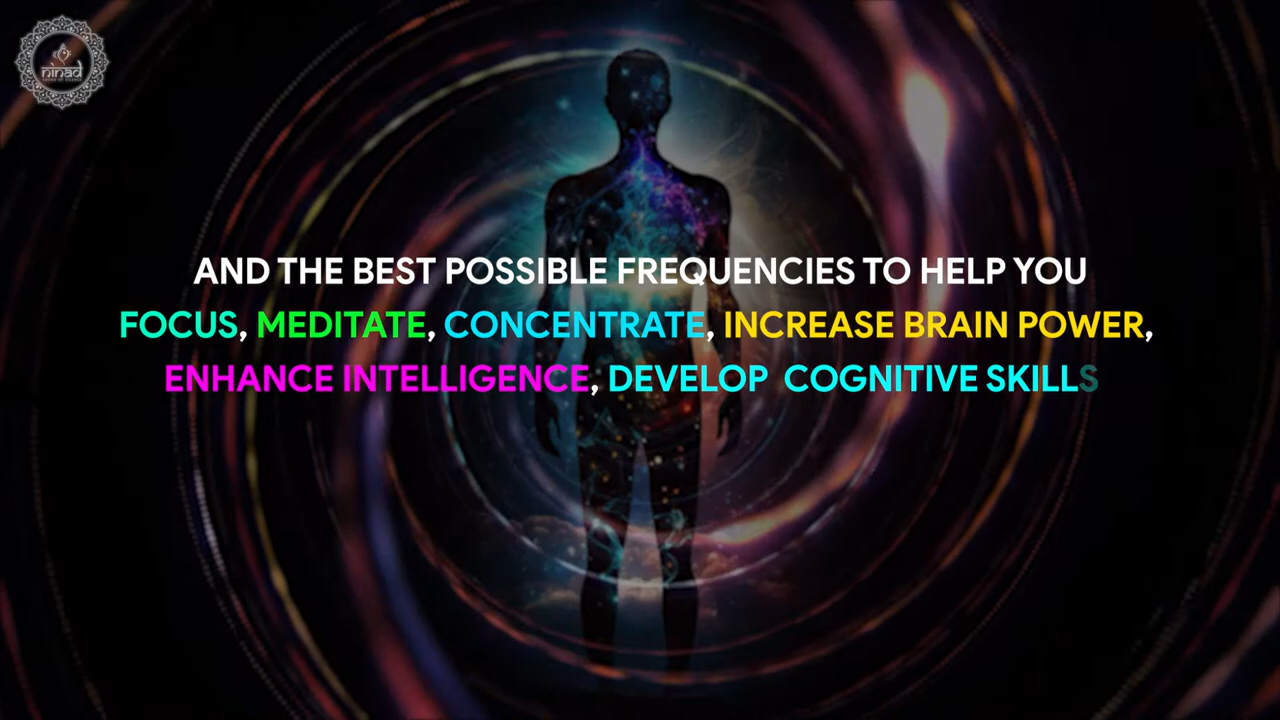 ninad
AND THE BEST POSSIBLE FREQUENCIES TO HELP YOU
FOCUS, MEDITATE, CONCENTRATE, INCREASE BRAIN POWER,
ENHANCE INTELLIGENCE, DEVELOP COGNITIVE SKILLS